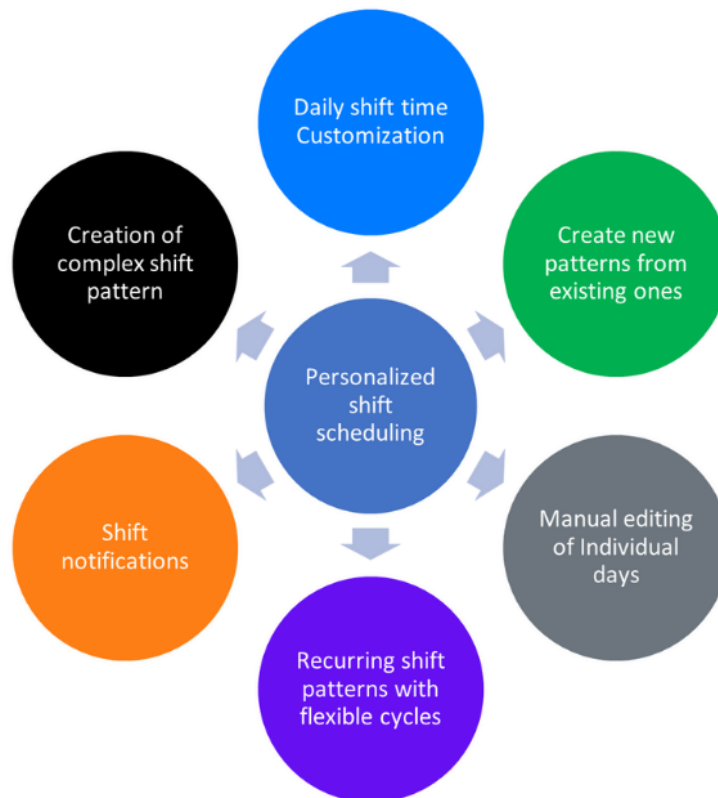 Daily shift time
Customization
Creation of
complex shift
pattern
Create new
patterns from
existing ones
Personalized
shift
scheduling
Shift
notifications
Manual editing
of Individual
days
Recurring shift
patterns with
flexible cycles